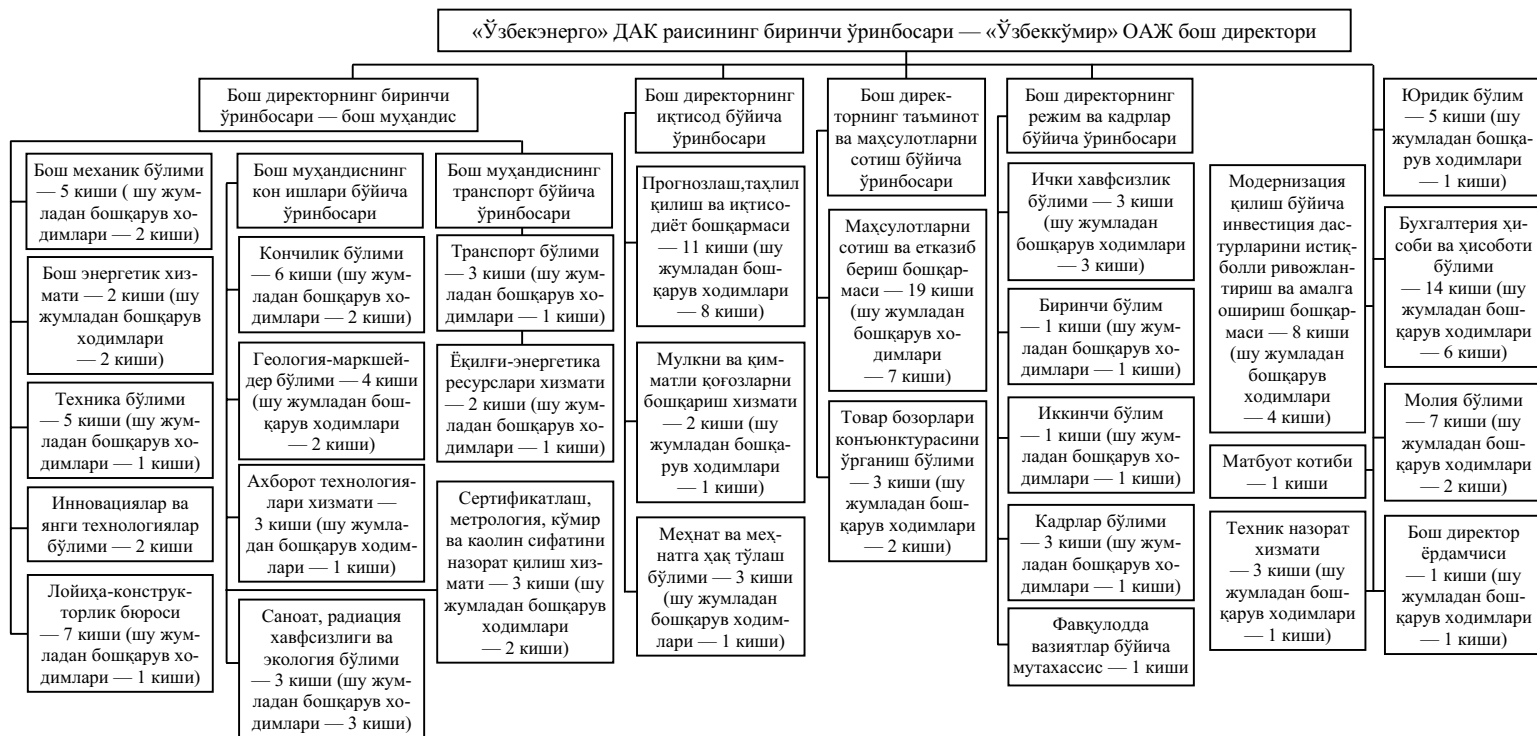 «Ўзбекэнерго» ДАК раисининг биринчи ўринбосари — «Ўзбеккўмир» ОАЖ бош директори
Бош директорнинг биринчи
ўринбосари — бош муҳандис
Бош механик бўлими
— 5 киши ( шу жум-
ладан бошқарув хо-
димлари — 2 киши)
Бош энергетик хиз-
мати — 2 киши (шу
жумладан бошқарув
ходимлари
— 2 киши)
Техника бўлими
— 5 киши (шу жум-
ладан бошқарув хо-
димлари — 1 киши)
Инновациялар ва
янги технологиялар
бўлими — 2 киши
Лойиҳа-конструк-
торлик бюроси
— 7 киши (шу жум-
ладан бошқарув хо-
димлари — 1 киши)
Бош муҳандиснинг
кон ишлари бўйича
ўринбосари
Кончилик бўлими
— 6 киши (шу жум-
ладан бошқарув хо-
димлари — 2 киши)
Геология-маркшей-
дер бўлими — 4 киши
(шу жумладан бош-
қарув ходимлари
— 2 киши)
Ахборот технология-
лари хизмати —
3 киши (шу жумла-
дан бошқарув ходим-
лари — 1 киши)
Саноат, радиация
хавфсизлиги ва
экология бўлими
— 3 киши (шу жум-
ладан бошқарув хо-
димлари — 3 киши)
Бош муҳандиснинг
транспорт бўйича
ўринбосари
Транспорт бўлими
— 3 киши (шу жум-
ладан бошқарув хо-
димлари — 1 киши)
Ёқилғи-энергетика
ресурслари хизмати
— 2 киши (шу жум-
ладан бошқарув хо-
димлари — 1 киши)
Сертификатлаш,
метрология, кўмир
ва каолин сифатини
назорат қилиш хиз-
мати — 3 киши (шу
жумладан бошқарув
ходимлари
— 2 киши)
Бош директорнинг
иқтисод бўйича
ўринбосари
Прогнозлаш,таҳлил
қилиш ва иқтисо-
диёт бошқармаси
— 11 киши (шу
жумладан бош-
қарув ходимлари
— 8 киши)
Мулкни ва қим-
матли қоғозларни
бошқариш хизмати
— 2 киши (шу
жумладан бошқа-
рув ходимлари
— 1 киши)
Меҳнат ва меҳ-
натга ҳақ тўлаш
бўлими — 3 киши
(шу жумладан
бошқарув ходим-
лари — 1 киши)
Бош дирек-
торнинг таъминот
ва маҳсулотларни
сотиш бўйича
ўринбосари
Маҳсулотларни
сотиш ва етказиб
бериш бошқар-
маси — 19 киши
(шу жумладан
бошқарув хо-
димлари
— 7 киши)
Товар бозорлари
конъюнктурасини
ўрганиш бўлими
— 3 киши (шу
жумладан бош-
қарув ходимлари
— 2 киши)
Бош директорнинг
режим ва кадрлар
бўйича ўринбосари
Ички хавфсизлик
бўлими — 3 киши
(шу жумладан
бошқарув ходимлари
— 3 киши)
Биринчи бўлим
— 1 киши (шу жум-
ладан бошқарув хо-
димлари — 1 киши)
Иккинчи бўлим
— 1 киши (шу жум-
ладан бошқарув хо-
димлари — 1 киши)
Кадрлар бўлими
— 3 киши (шу жум-
ладан бошқарув хо-
димлари — 1 киши)
Фавқулодда
вазиятлар бўйича
мутахассис — 1 киши
Модернизация
қилиш бўйича
инвестиция дас-
турларини истиқ-
болли ривожлан-
тириш ва амалга
ошириш бошқар-
маси — 8 киши
(шу жумладан
бошқарув
ходимлари
— 4 киши)
Матбуот котиби
— 1 киши
Техник назорат
хизмати
— 3 киши (шу
жумладан бошқа-
рув ходимлари
— 1 киши)
Юридик бўлим
— 5 киши (шу
жумладан бошқа-
рув ходимлари
— 1 киши)
Бухгалтерия ҳи-
соби ва ҳисоботи
бўлими
— 14 киши (шу
жумладан бош-
қарув ходимлари
— 6 киши)
Молия бўлими
— 7 киши (шу
жумладан бош-
қарув ходимлари
— 2 киши)
Бош директор
ёрдамчиси
— 1 киши (шу
жумладан бош-
қарув ходимлари
— 1 киши)